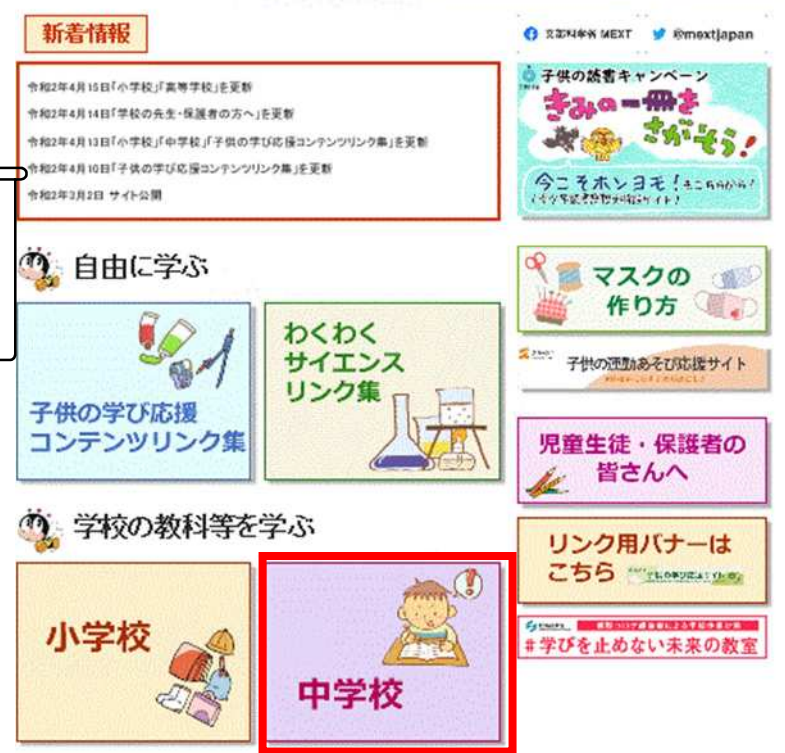 新着情報
令和2年4月15日「小学校」「高等学校」を更新
令和2年4月14日「学校の先生・保護者の方へ」を更新
令和2年4月13日「小学校」「中学校」「子供の学び応援コンテンツリンク集」を更新
令和2年4月10日「子供の学び応援コンテンツリンク集」を更新
令和2年3月2日 サイト公開
文部科学省 MEXT
@mextjapan
子供の読書キャンペーン
きみの一冊を
さがそう!
今こそホンヨモ!
自由に学ぶ
子供の学び応援
コンテンツリンク集
わくわく
サイエンス
リンク集
マスクの
作り方
子供の運動あそび応援サイト
児童生徒・保護者の
皆さんへ
学校の教科等を学ぶ
小学校
中学校
リンク用バナーは
こちら
#学びを止めない未来の教室